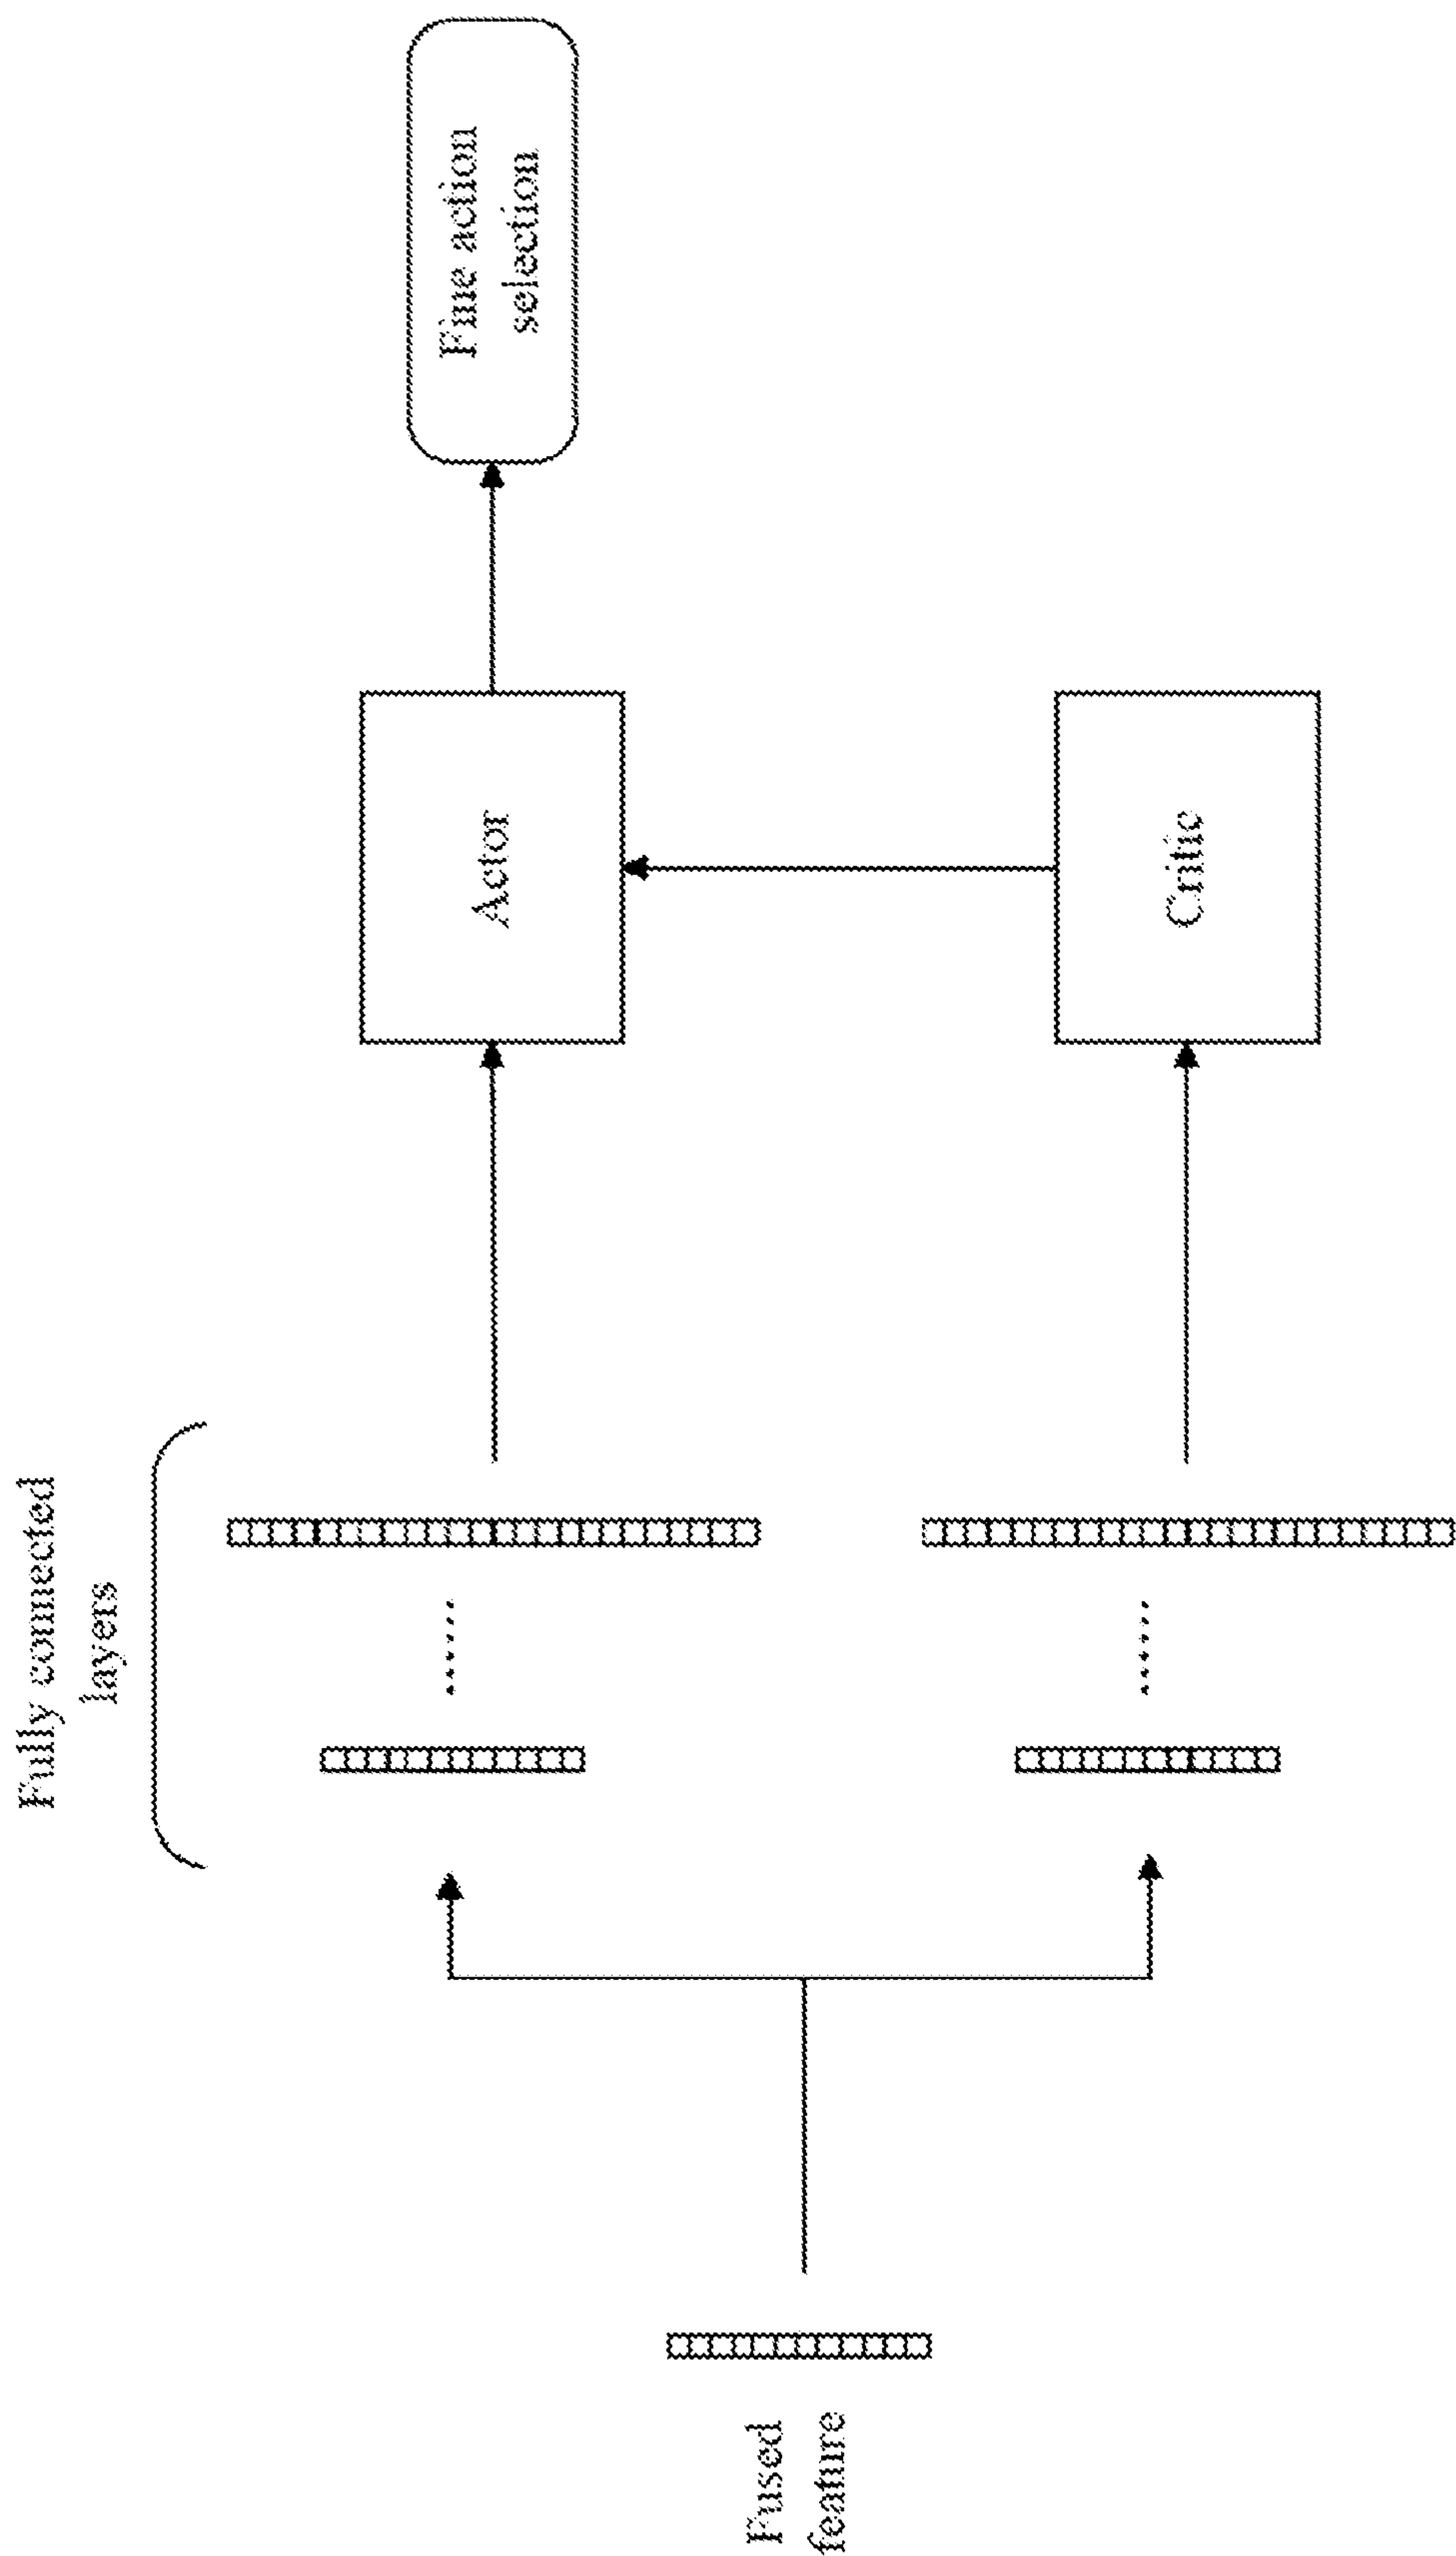 Fully connected
layers
Fused
feature
Actor
Critic
Fine action
selection